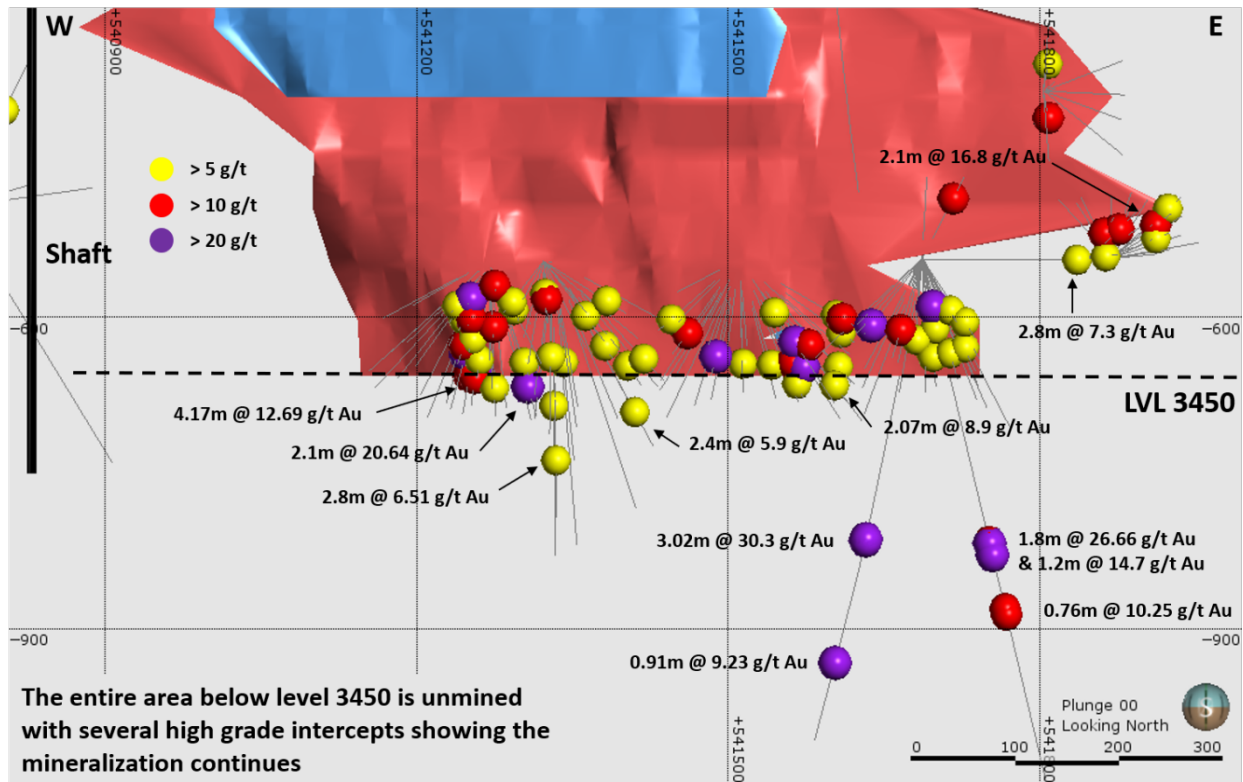 W
E
+540900
+541200
+541500
+541800
2.1m @ 16.8 g/t Au
> 5 g/t
> 10 g/t
> 20 g/t
Shaft
2.8m @ 7.3 g/t Au
−600
−600
LVL 3450
4.17m @ 12.69 g/t Au
2.1m @ 20.64 g/t Au
2.8m @ 6.51 g/t Au
2.4m @ 5.9 g/t Au
2.07m @ 8.9 g/t Au
3.02m @ 30.3 g/t Au
1.8m @ 26.66 g/t Au
& 1.2m @ 14.7 g/t Au
0.76m @ 10.25 g/t Au
−900
−900
0.91m @ 9.23 g/t Au
The entire area below level 3450 is unmined
with several high grade intercepts showing the
mineralization continues
+541500
+541800
Plunge 00
Looking North
S
0 100 200 300